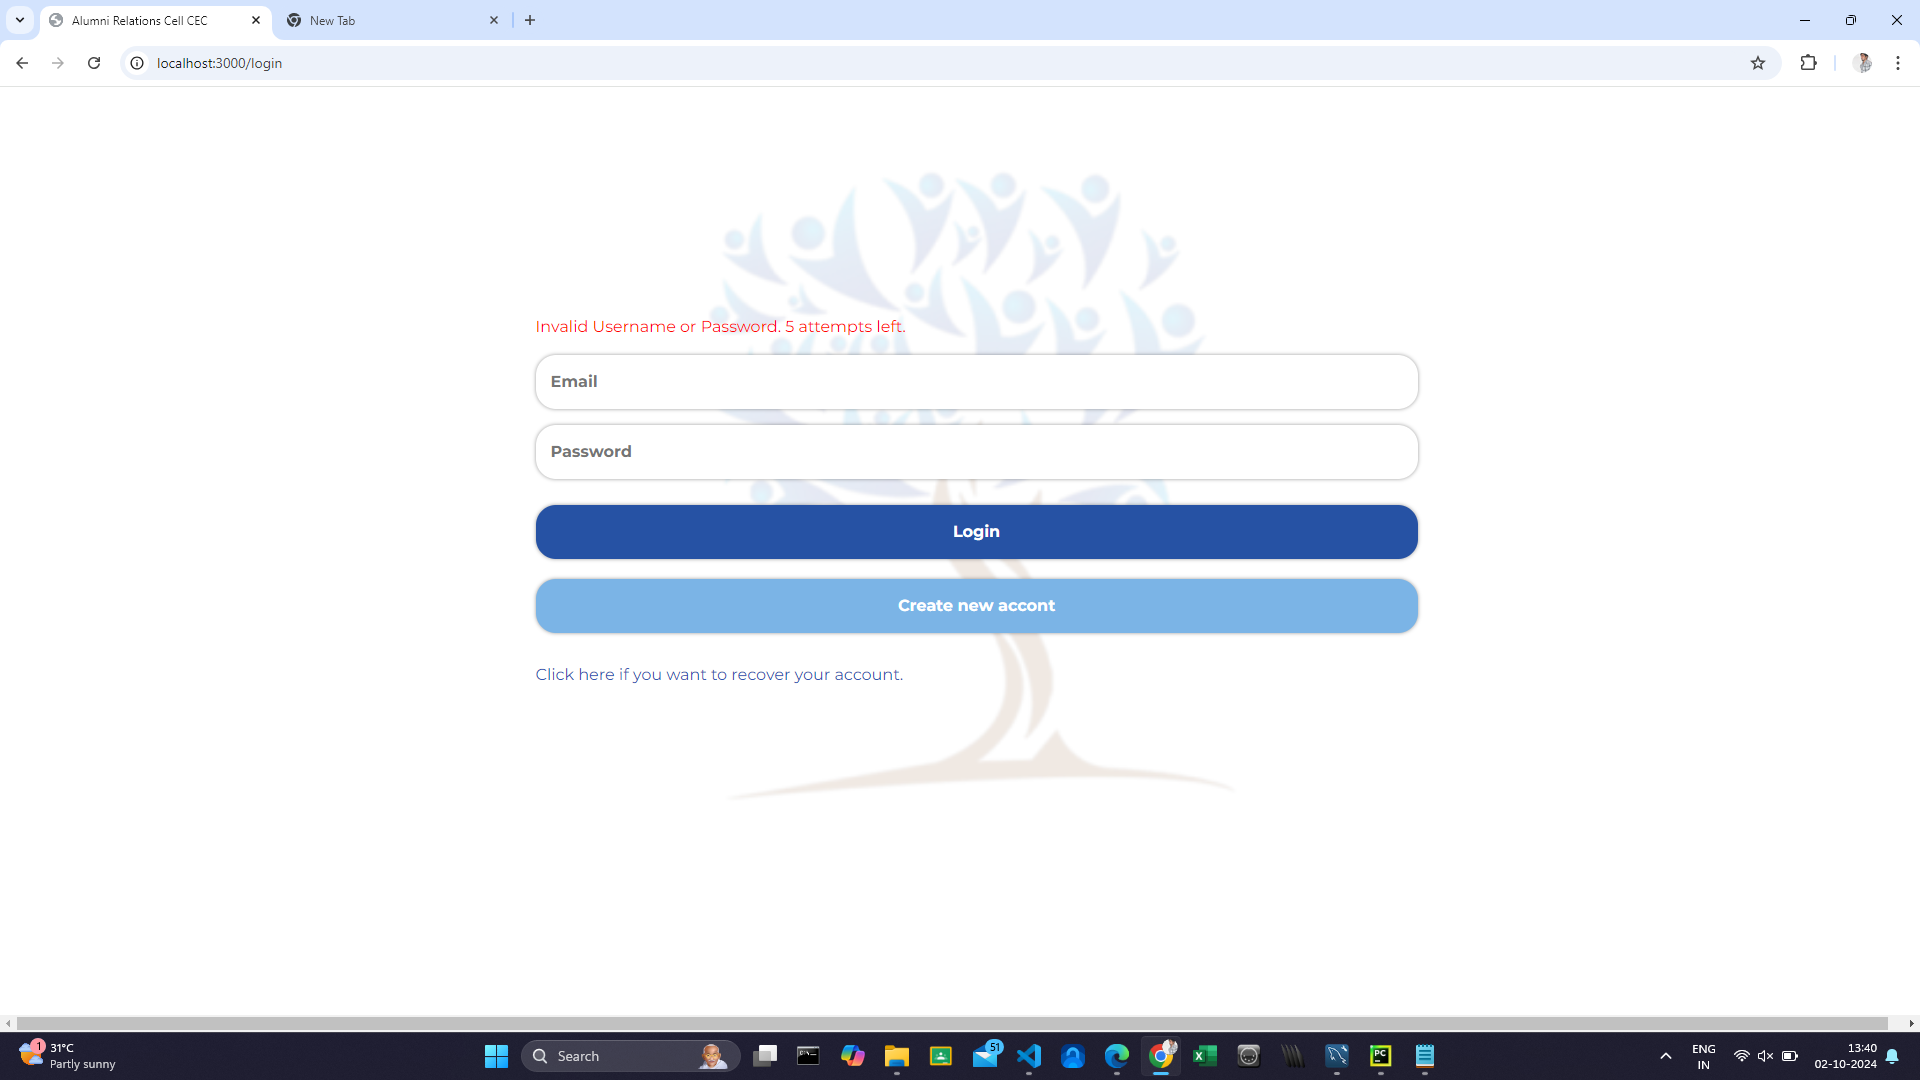 Alumni Relations Cell CEC
New Tab
localhost:3000/login
Invalid Username or Password. 5 attempts left.
Email
Password
Login
Create new accont
Click here if you want to recover your account.
1
31°C
Partly sunny
Search
51
PC
ENG
IN
13:40
02-10-2024